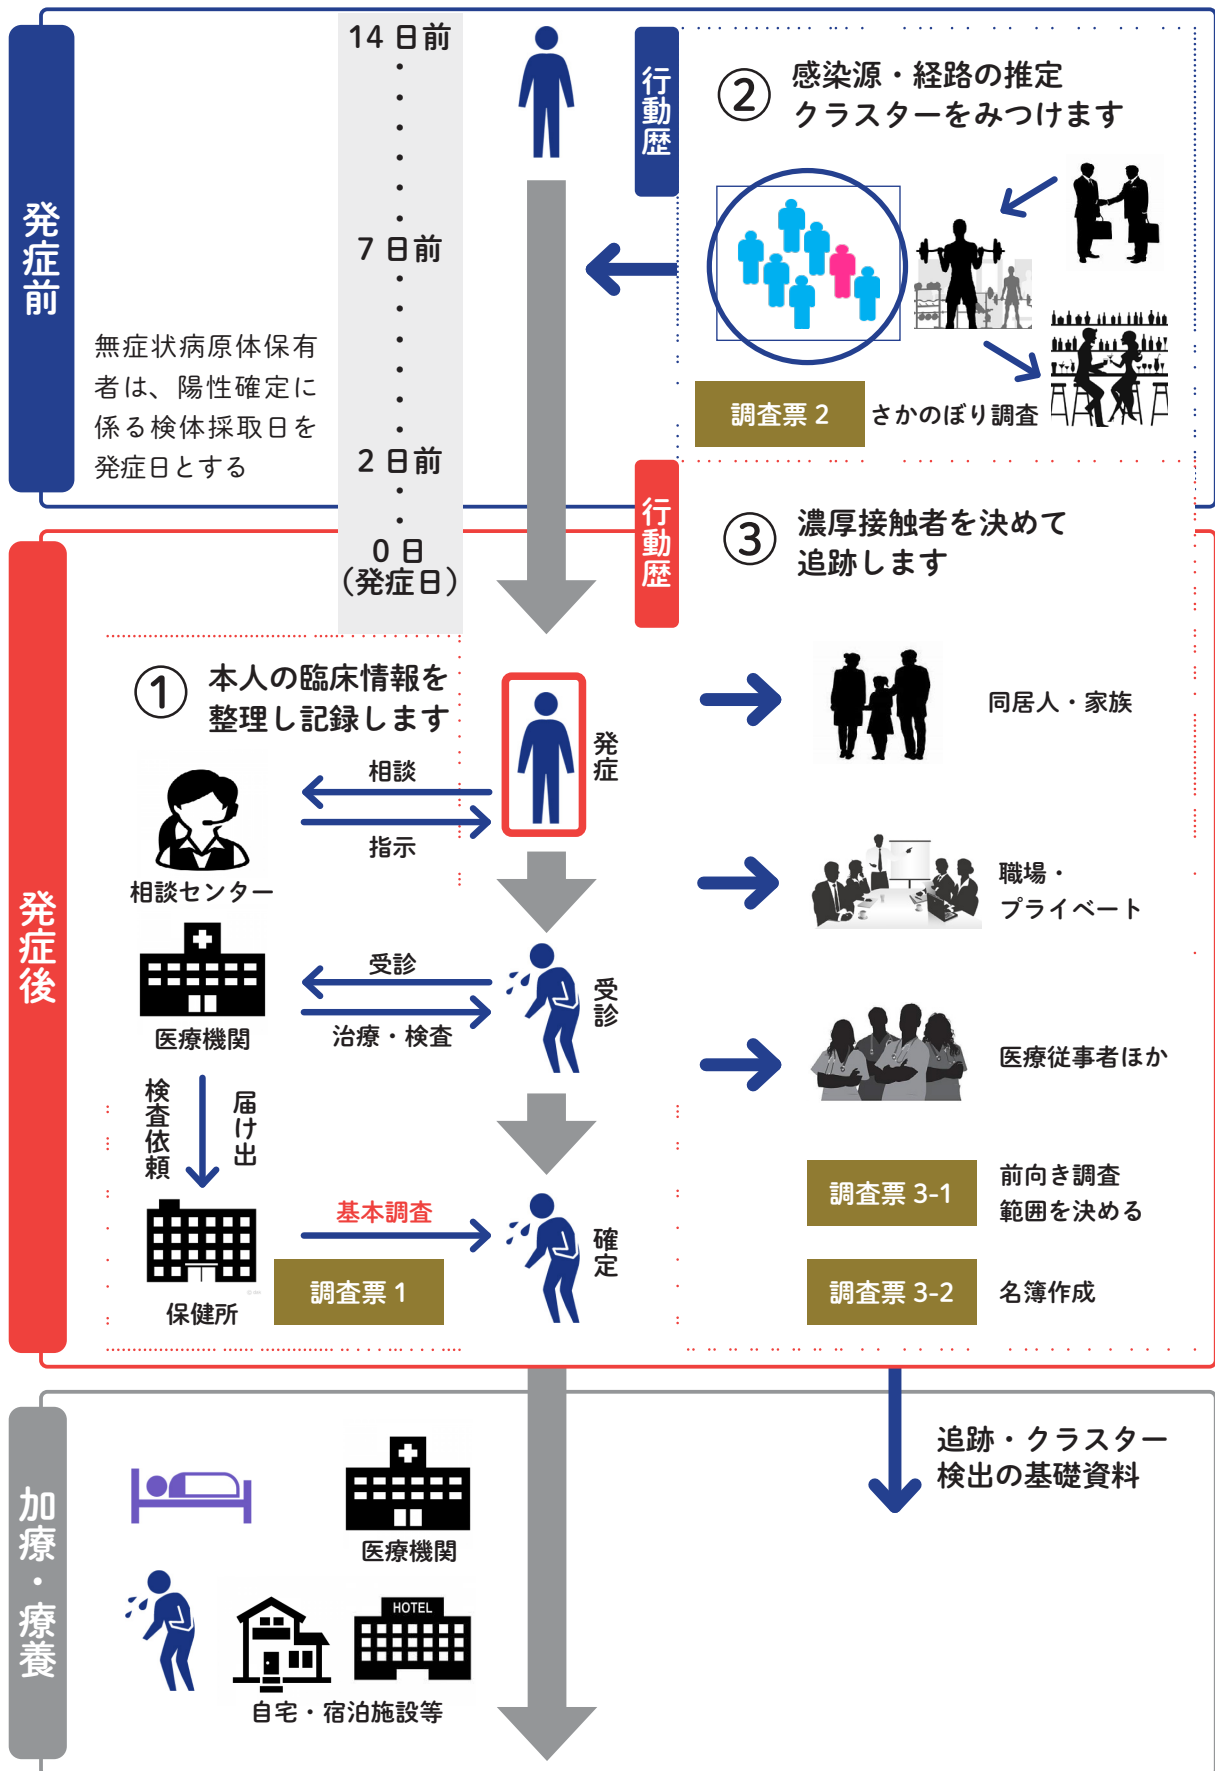 発症前
14 日前
7 日前
2 日前
0 日
(発症日)
無症状病原体保有
者は、陽性確定に
係る検体採取日を
発症日とする
行動歴
②
感染源・経路の推定
クラスターをみつけます
調査票 2
さかのぼり調査
発症後
行動歴
③
濃厚接触者を決めて
追跡します
①
本人の臨床情報を
整理し記録します
発症
相談
指示
相談センター
受診
治療・検査
医療機関
受診
検査依頼
届け出
基本調査
調査票 1
保健所
確定
同居人・家族
職場・
プライベート
医療従事者ほか
調査票 3-1
前向き調査
範囲を決める
調査票 3-2
名簿作成
加療・療養
医療機関
HOTEL
自宅・宿泊施設等
追跡・クラスター
検出の基礎資料